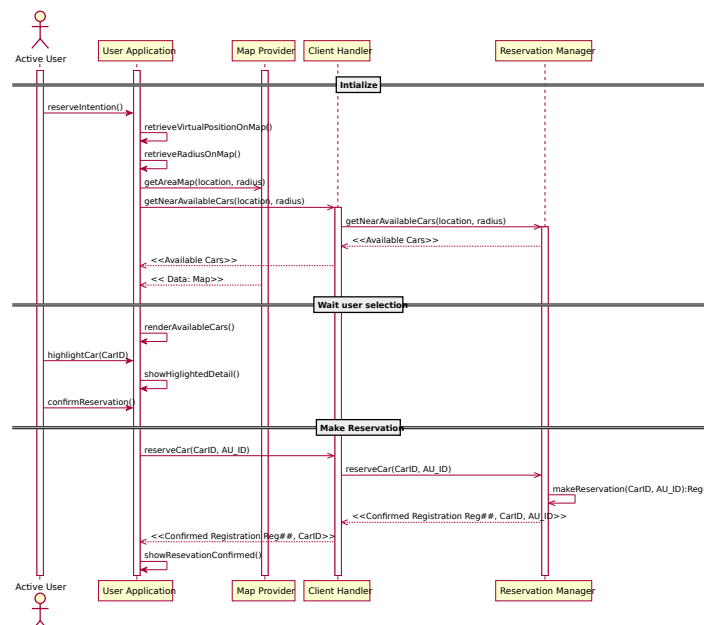 Active User
User Application
Map Provider
Client Handler
Reservation Manager
Intialize
reserveIntention()
retrieveVirtualPositionOnMap()
retrieveRadiusOnMap()
getAreaMap(location, radius)
getNearAvailableCars(location, radius)
getNearAvailableCars(location, radius)
<<Available Cars>>
<<Available Cars>>
<< Data: Map>>
Wait user selection
renderAvailableCars()
highlightCar(CarID)
showHiglightedDetail()
confirmReservation()
Make Reservation
reserveCar(CarID, AU_ID)
reserveCar(CarID, AU_ID)
makeReservation(CarID, AU_ID):Reg
<<Confirmed Registration Reg##, CarID, AU_ID>>
<<Confirmed Registration Reg##, CarID>>
showResevationConfirmed()
Active User
User Application
Map Provider
Client Handler
Reservation Manager